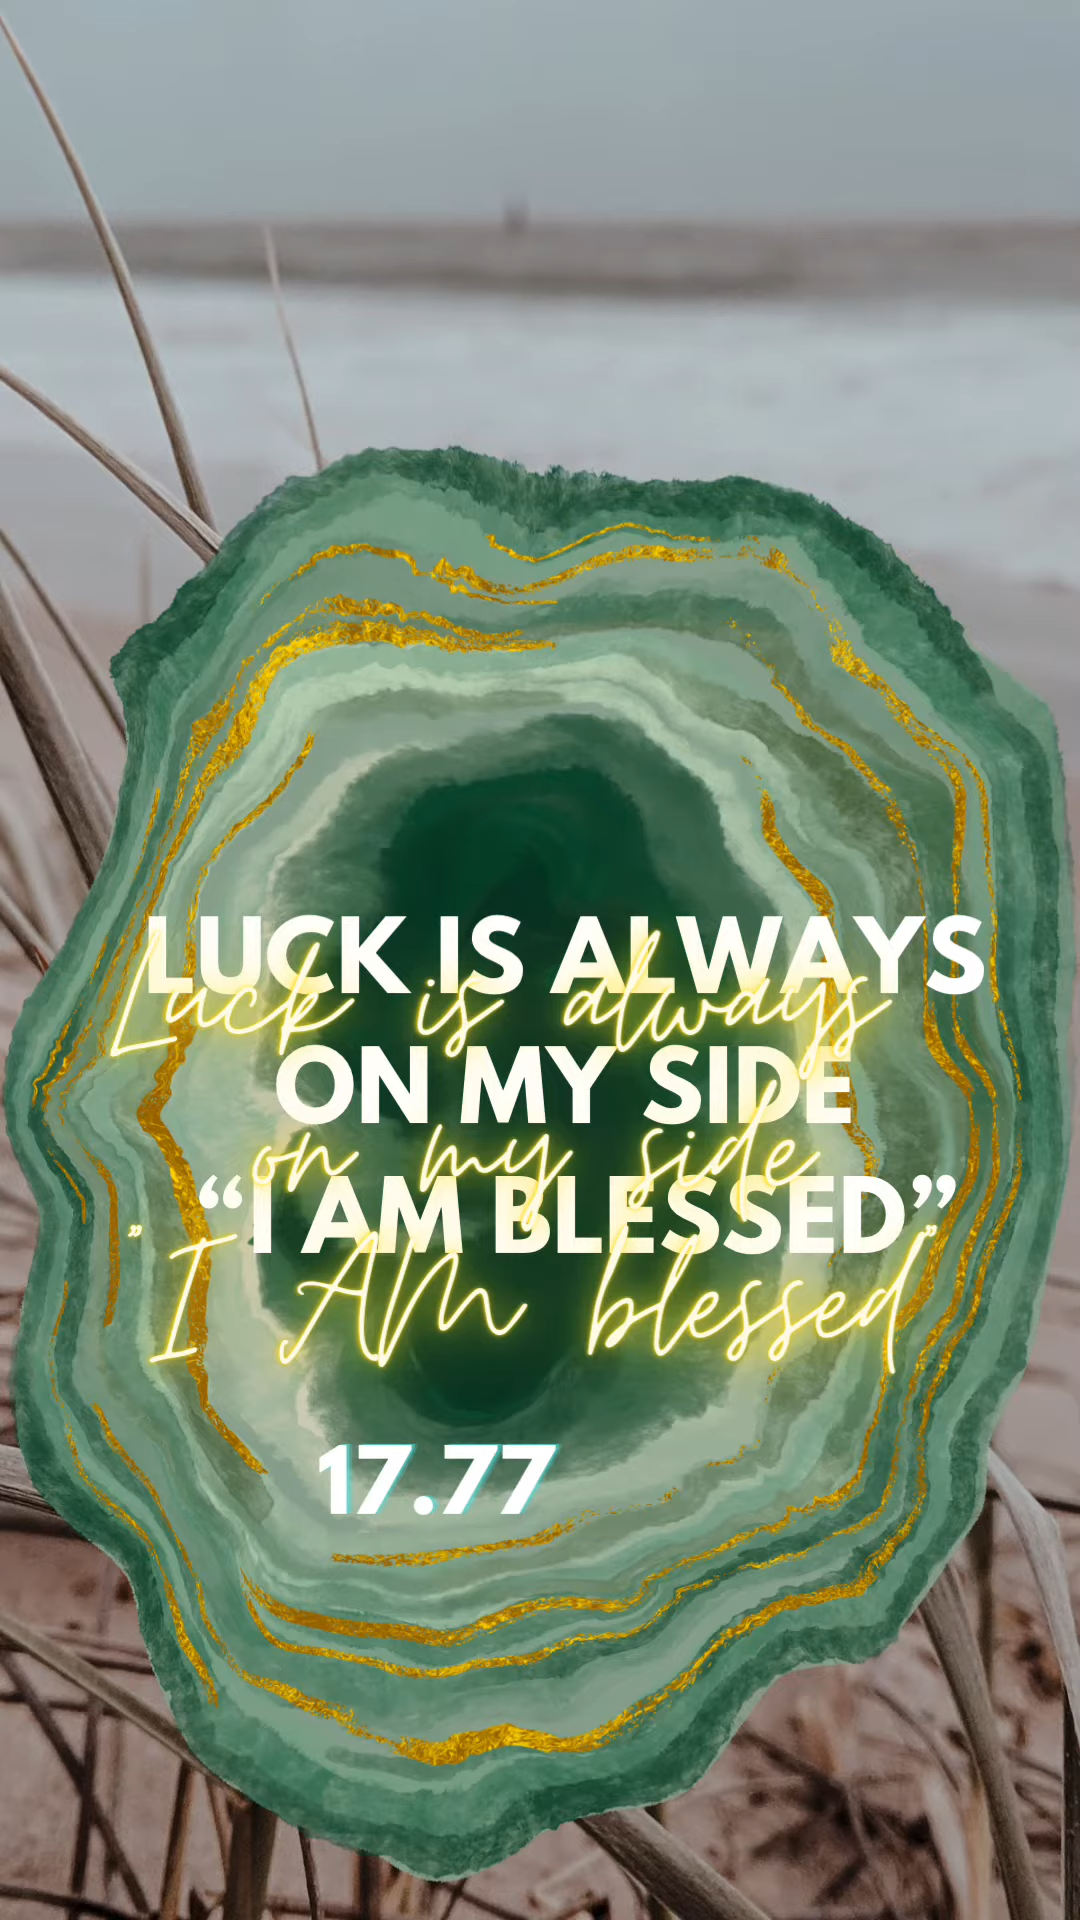 LUCK IS ALWAYS
Luck is always
ON MY SIDE
on my side
“I AM BLESSED”
" I AM blessed"
17.77